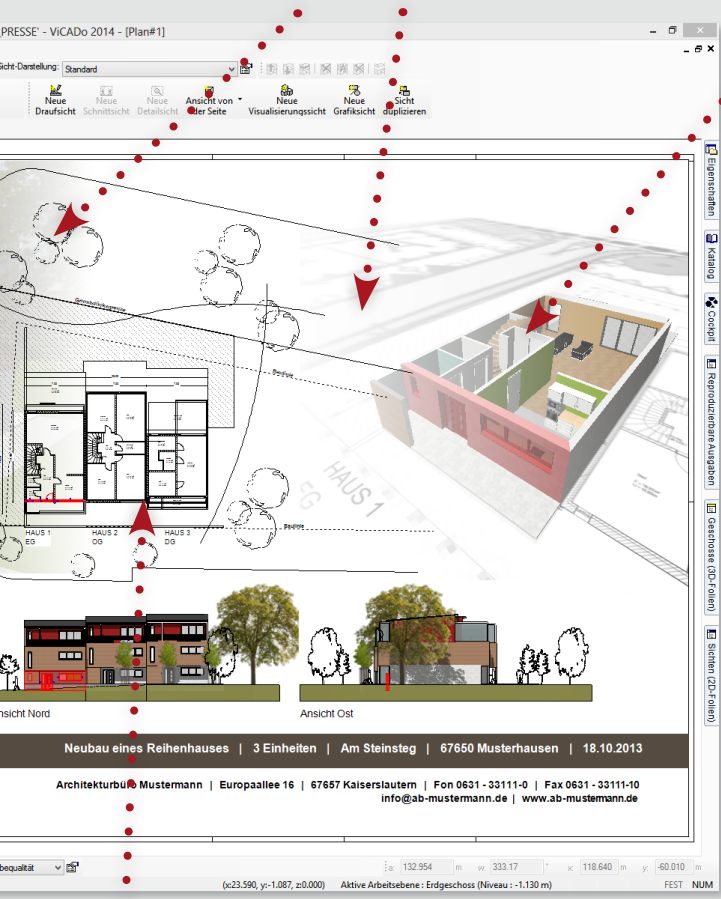 _PRESSE' - ViCADo 2014 - [Plan#1]
Sicht-Darstellung: Standard
Neue Draufsicht
Neue Schnittsicht
Neue Detailsicht
Ansicht von der Seite
Neue Visualisierungssicht
Neue Grafiksicht
Sicht duplizieren
Eigenschaften
Katalog
Cockpit
Reproduzierbare Ausgaben
Geschosse (3D-Folien)
Sichten (2D-Folien)
Baulinie
HAUS 1
EG
Baulinie
HAUS 1 HAUS 2 HAUS 3
EG OG DG
nsicht Nord
Ansicht Ost
Neubau eines Reihenhauses | 3 Einheiten | Am Steinsteg | 67650 Musterhausen | 18.10.2013
Architekturbüro Mustermann | Europaallee 16 | 67657 Kaiserslautern | Fon 0631 - 33111-0 | Fax 0631 - 33111-10
info@ab-mustermann.de | www.ab-mustermann.de
bequalität a: 132.954 m w: 333.17 ° x: 118.640 m y: -60.010 m
(x:23.590, y:-1.087, z:0.000) Aktive Arbeitsebene : Erdgeschoss (Niveau : -1.130 m) FEST NUM